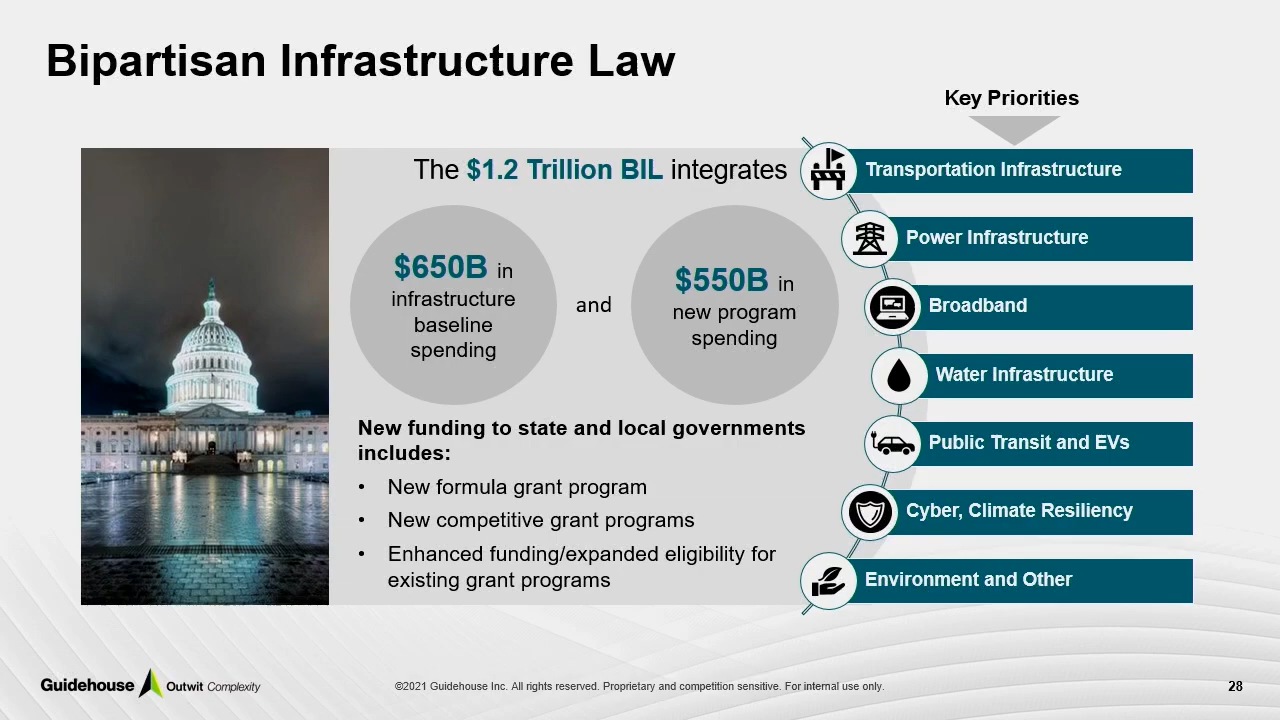 Bipartisan Infrastructure Law
Key Priorities
The $1.2 Trillion BIL integrates
$650B in
infrastructure
baseline
spending
and
$550B in
new program
spending
New funding to state and local governments
includes:
• New formula grant program
• New competitive grant programs
• Enhanced funding/expanded eligibility for
existing grant programs
Transportation Infrastructure
Power Infrastructure
Broadband
Water Infrastructure
Public Transit and EVs
Cyber, Climate Resiliency
Environment and Other
Guidehouse Outwit Complexity
©2021 Guidehouse Inc. All rights reserved. Proprietary and competition sensitive. For internal use only.
28